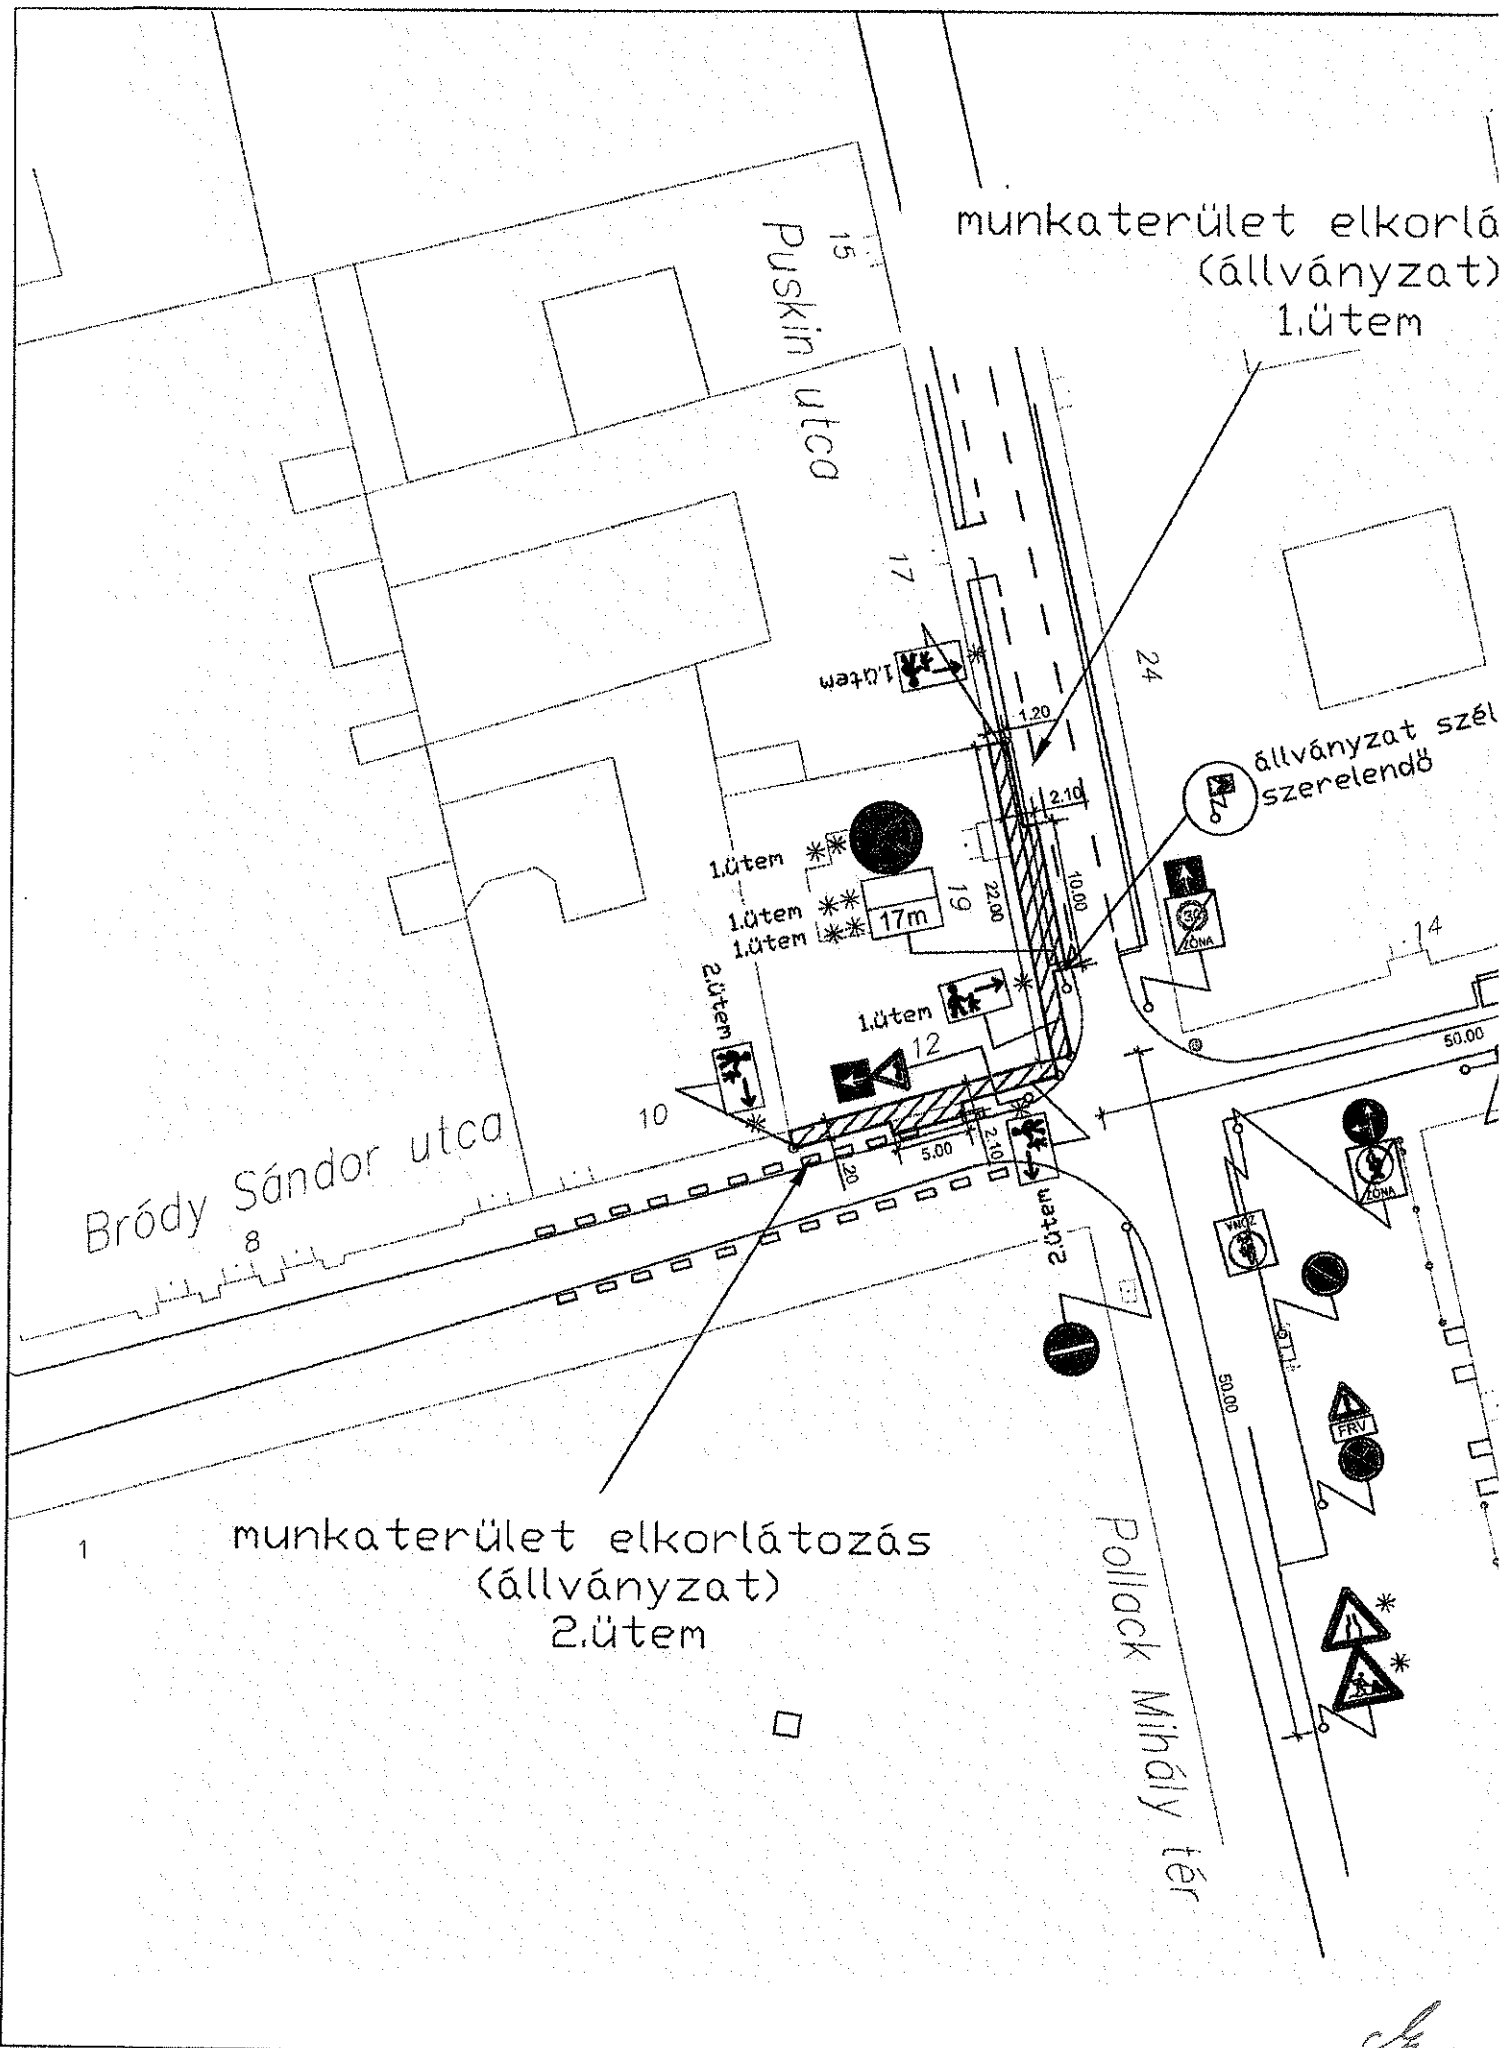 munkaterület elkorlá
(állványzat)
1.ütem
15
Puskin utca
17
1.ütem
24
1.20
állványzat szél
szerelendő
2.10
1.ütem
1.ütem
1.ütem
17m
19
22.00
10.00
30
ZÓNA
14
2.ütem
1.ütem
12
50.00
10
Bródy Sándor utca
8
5.00
2.10
.20
2.ütem
ZÓNA
ZÓNA
50.00
FRV
munkaterület elkorlátozás
(állványzat)
2.ütem
1
Pollack Mihály tér